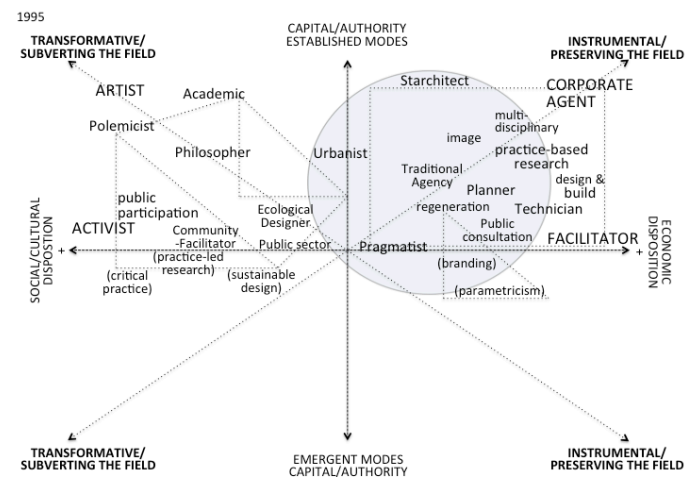 1995
CAPITAL/AUTHORITY
ESTABLISHED MODES
TRANSFORMATIVE/
SUBVERTING THE FIELD
INSTRUMENTAL/
PRESERVING THE FIELD
ARTIST
Academic
Starchitect
CORPORATE
AGENT
Polemicist
multi-
disciplinary
image
Philosopher
Urbanist
practice-based
research
Traditional
Agency
design &
build
Planner
public
participation
regeneration
Technician
Ecological
Designer
ACTIVIST
Community
-Facilitator
Public
consultation
FACILITATOR
Public sector
Pragmatist
SOCIAL/CULTURAL
DISPOSTION
+
+
ECONOMIC
DISPOSITION
(practice-led
research)
(branding)
(critical
practice)
(sustainable
design)
(parametricism)
TRANSFORMATIVE/
SUBVERTING THE FIELD
EMERGENT MODES
CAPITAL/AUTHORITY
INSTRUMENTAL/
PRESERVING THE FIELD